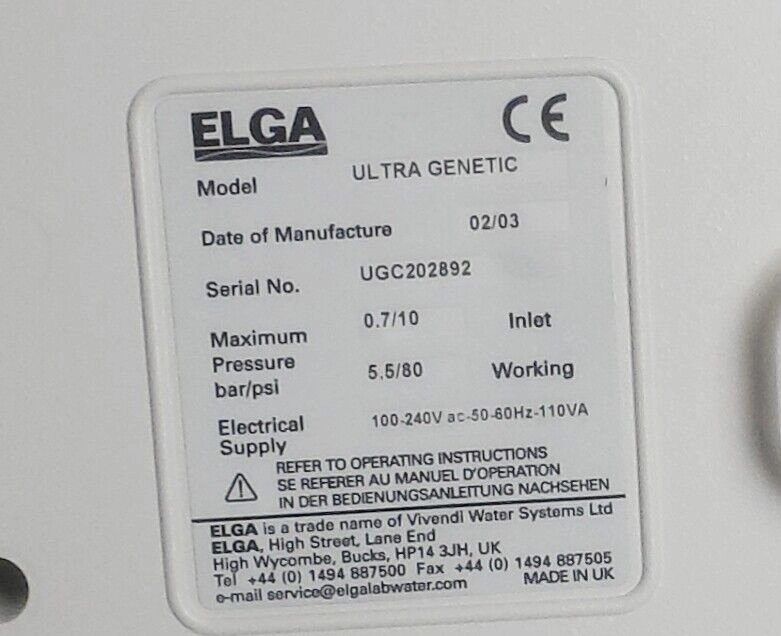 ELGA CE
Model ULTRA GENETIC
Date of Manufacture 02/03
Serial No. UGC202892
Maximum 0.7/10 Inlet
Pressure
bar/psi 5.5/80 Working
Electrical 100-240V ac-50-60Hz-110VA
Supply
REFER TO OPERATING INSTRUCTIONS
SE REFERER AU MANUEL D'OPERATION
IN DER BEDIENUNGSANLEITUNG NACHSEHEN
ELGA is a trade name of Vivendi Water Systems Ltd
ELGA, High Street, Lane End
High Wycombe, Bucks, HP14 3JH, UK
Tel +44 (0) 1494 887500 Fax +44 (0) 1494 887505
e-mail service@elgalabwater.com MADE IN UK